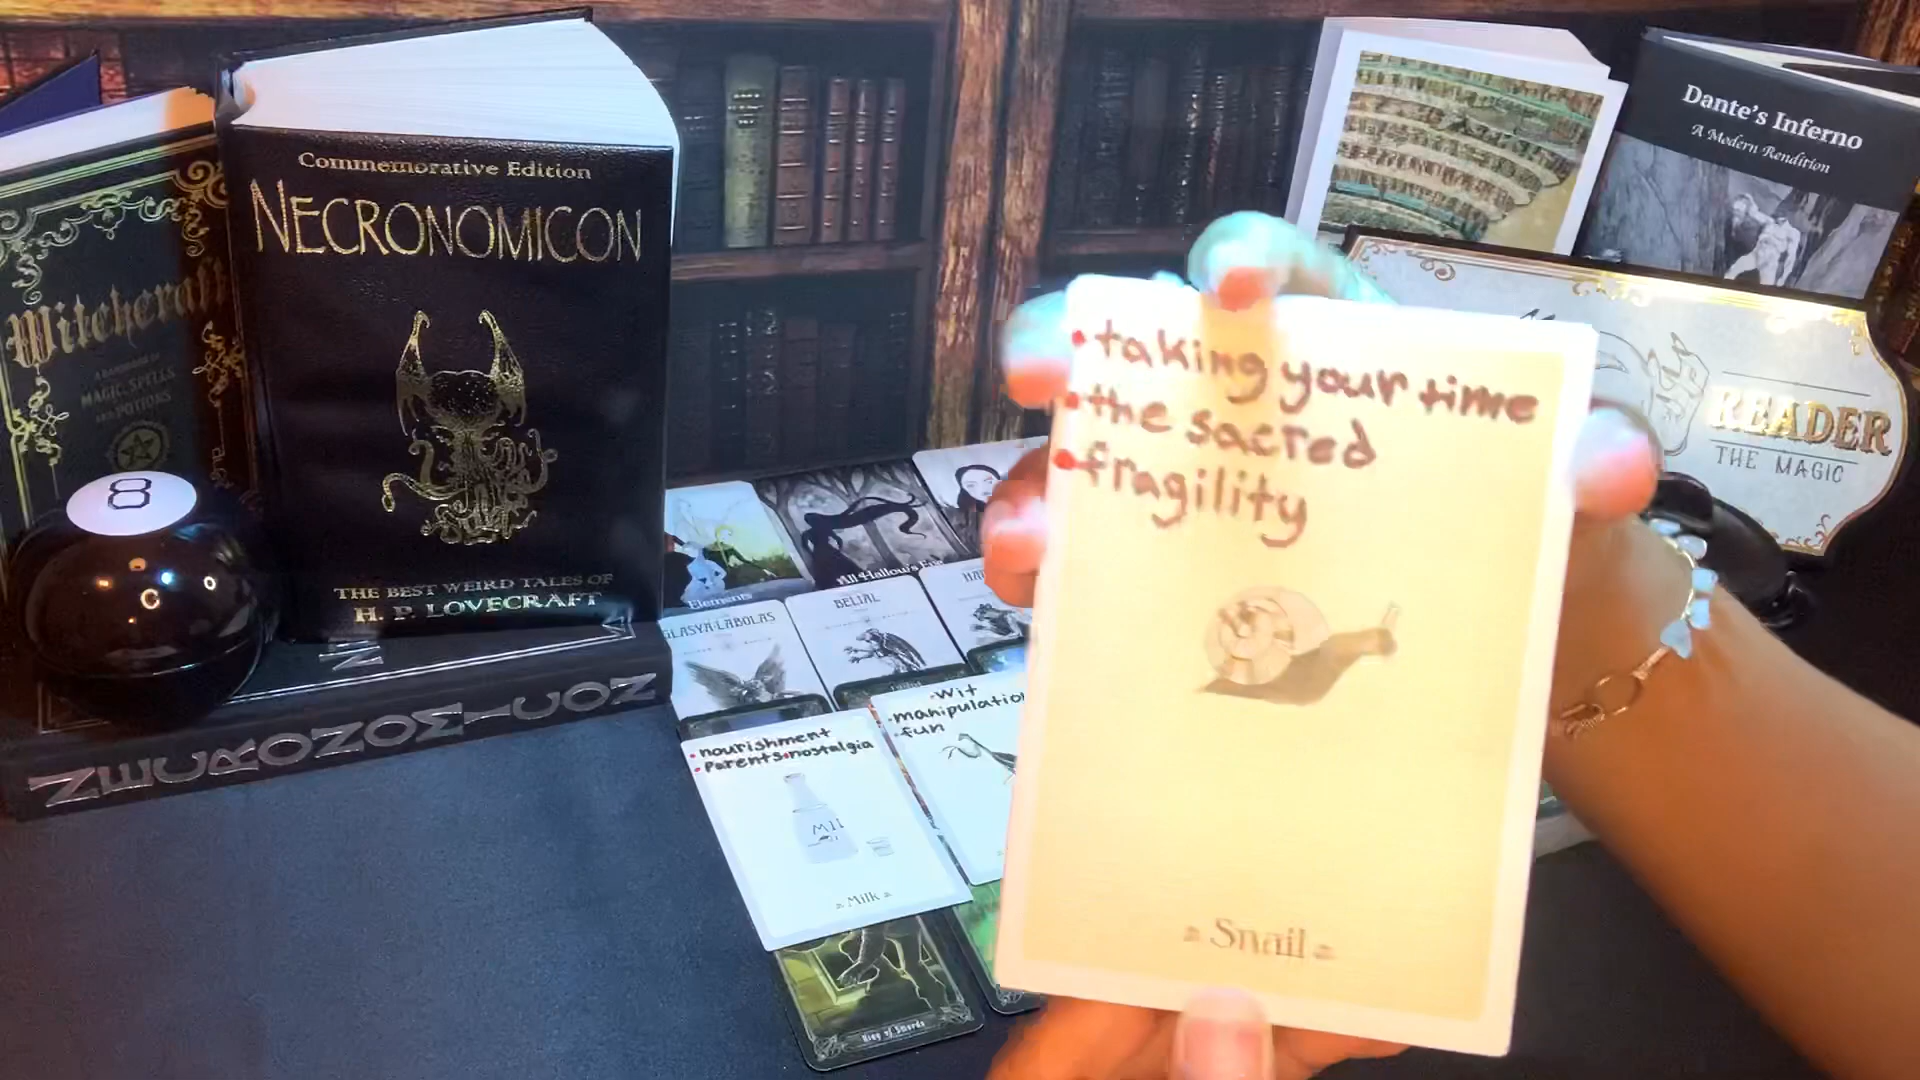 Commemorative Edition
NECRONOMICON
THE BEST WEIRD TALES OF
H. P. LOVECRAFT
Witchcraft
A HANDBOOK OF
MAGIC, SPELLS
AND POTIONS
8
NECRONOMICON
Dante's Inferno
A Modern Rendition
READER
THE MAGIC
Elements
All Hallow's Eve
GLASYA-LABOLAS
BELIAL
• nourishment
• parents • nostalgia
Milk
• wit
• manipulation
• fun
King of Swords
• taking your time
• the sacred
• fragility
Snail